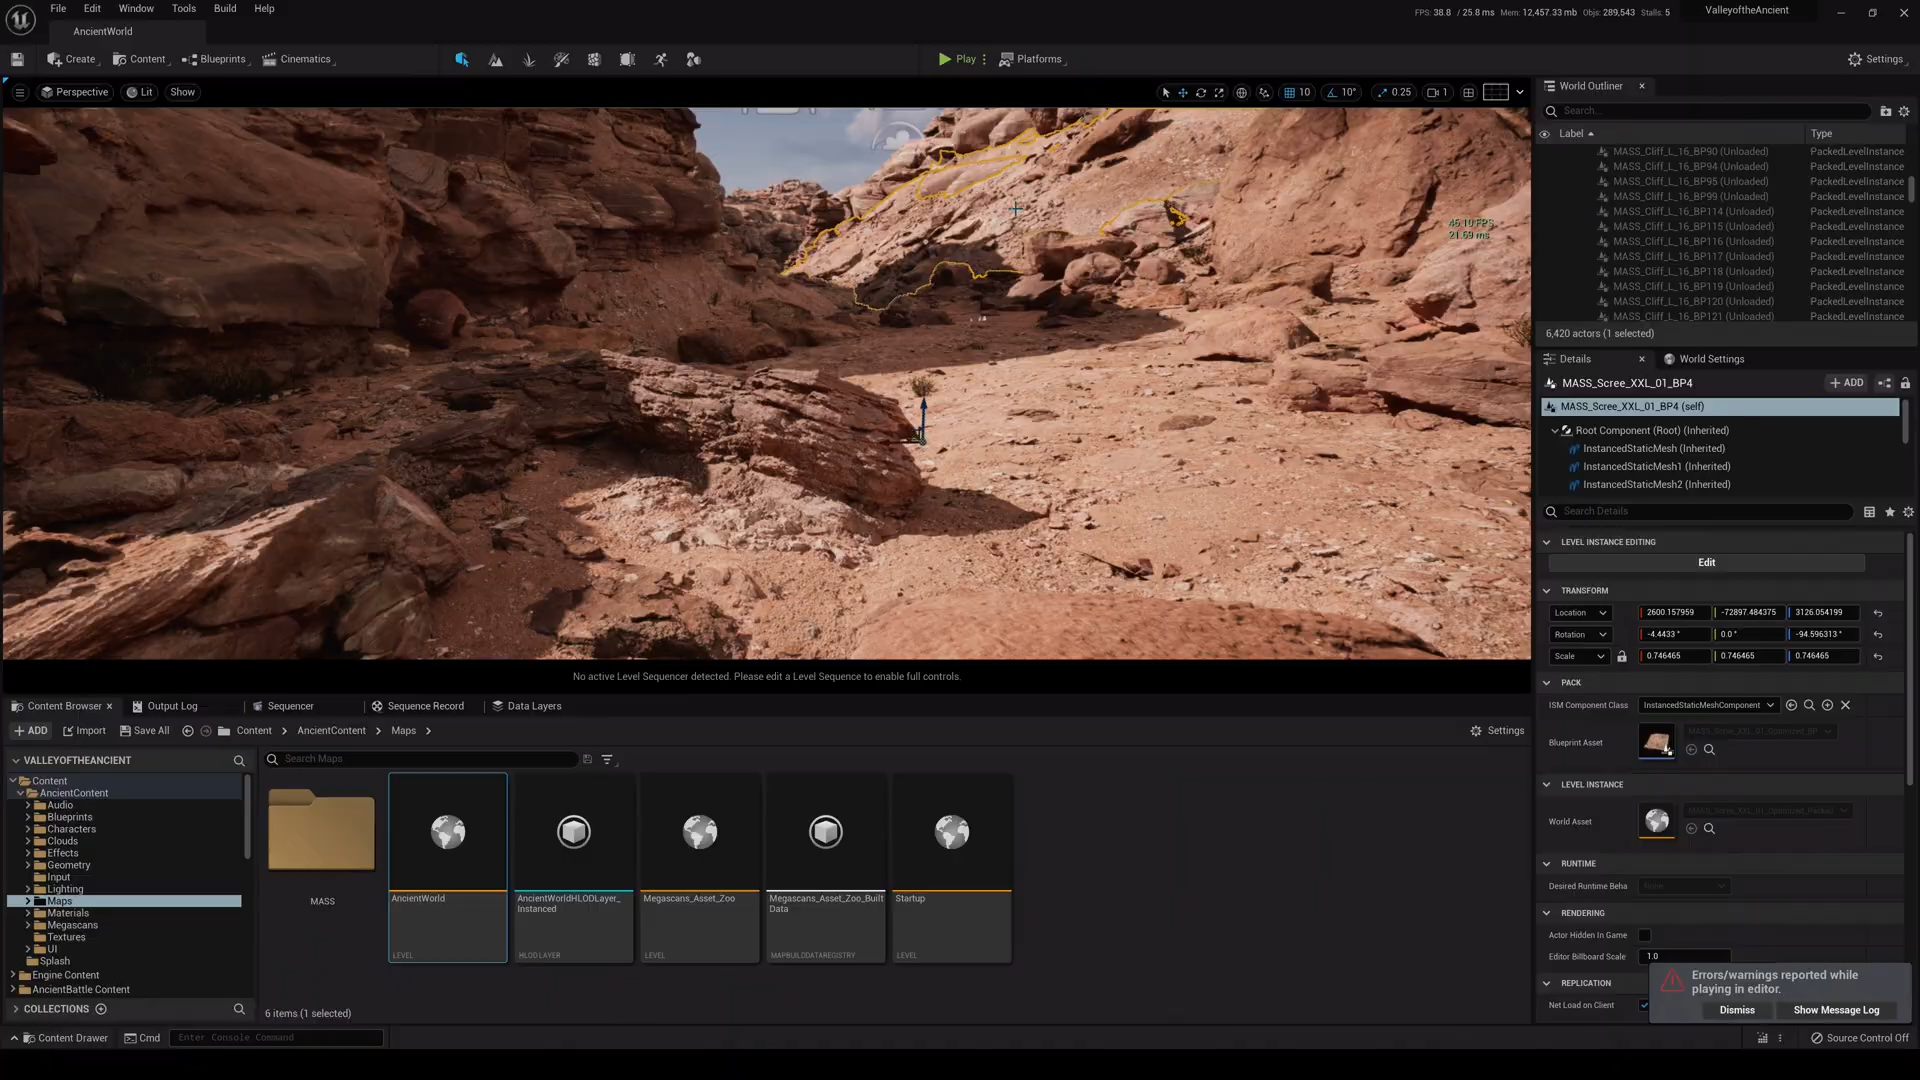 File Edit Window Tools Build Help
FPS: 38.8 / 25.8 ms Mem: 12,457.33 mb Objs: 289,543 Stalls: 5
ValleyoftheAncient
AncientWorld
Create Content Blueprints Cinematics
Play Platforms
Settings
Perspective Lit Show
10 10° 0.25 1
46.10 FPS
21.69 ms
No active Level Sequencer detected. Please edit a Level Sequence to enable full controls.
World Outliner
Search...
Label Type
MASS_Cliff_L_16_BP90 (Unloaded) PackedLevelInstance
MASS_Cliff_L_16_BP94 (Unloaded) PackedLevelInstance
MASS_Cliff_L_16_BP95 (Unloaded) PackedLevelInstance
MASS_Cliff_L_16_BP99 (Unloaded) PackedLevelInstance
MASS_Cliff_L_16_BP114 (Unloaded) PackedLevelInstance
MASS_Cliff_L_16_BP115 (Unloaded) PackedLevelInstance
MASS_Cliff_L_16_BP116 (Unloaded) PackedLevelInstance
MASS_Cliff_L_16_BP117 (Unloaded) PackedLevelInstance
MASS_Cliff_L_16_BP118 (Unloaded) PackedLevelInstance
MASS_Cliff_L_16_BP119 (Unloaded) PackedLevelInstance
MASS_Cliff_L_16_BP120 (Unloaded) PackedLevelInstance
MASS_Cliff_L_16_BP121 (Unloaded) PackedLevelInstance
6,420 actors (1 selected)
Details World Settings
MASS_Scree_XXL_01_BP4 ADD
MASS_Scree_XXL_01_BP4 (self)
Root Component (Root) (Inherited)
InstancedStaticMesh (Inherited)
InstancedStaticMesh1 (Inherited)
InstancedStaticMesh2 (Inherited)
Search Details
LEVEL INSTANCE EDITING
Edit
TRANSFORM
Location 2600.157959 -72897.484375 3126.054199
Rotation -4.4433 ° 0.0 ° -94.596313 °
Scale 0.746465 0.746465 0.746465
PACK
ISM Component Class InstancedStaticMeshComponent
Blueprint Asset
LEVEL INSTANCE
World Asset
RUNTIME
Desired Runtime Beha None
RENDERING
Actor Hidden In Game
Editor Billboard Scale 1.0
REPLICATION
Net Load on Client
Errors/warnings reported while
playing in editor.
Dismiss Show Message Log
Content Browser Output Log Sequencer Sequence Record Data Layers
ADD Import Save All Content AncientContent Maps Settings
VALLEYOFTHEANCIENT
Content
AncientContent
Audio
Blueprints
Characters
Clouds
Effects
Geometry
Input
Lighting
Maps
Materials
Megascans
Textures
UI
Splash
Engine Content
AncientBattle Content
COLLECTIONS
Search Maps
MASS
AncientWorld
LEVEL
AncientWorldHLODLayer_
Instanced
HLOD LAYER
Megascans_Asset_Zoo
LEVEL
Megascans_Asset_Zoo_Built
Data
MAPBUILDDATAREGISTRY
Startup
LEVEL
6 items (1 selected)
Content Drawer Cmd Enter Console Command
Source Control Off